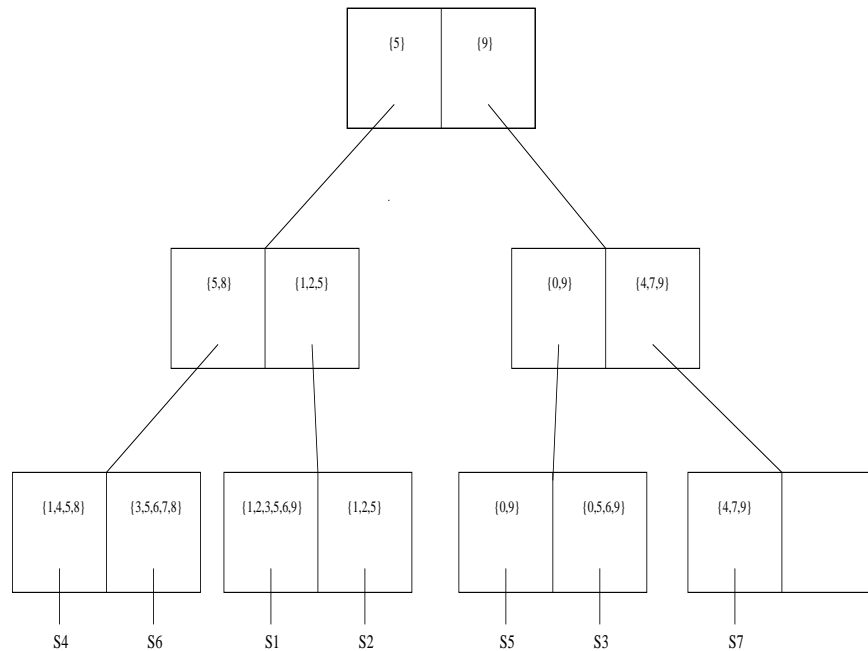 {5} {9}
{5,8} {1,2,5} {0,9} {4,7,9}
{1,4,5,8} {3,5,6,7,8} {1,2,3,5,6,9} {1,2,5} {0,9} {0,5,6,9} {4,7,9}
S4 S6 S1 S2 S5 S3 S7